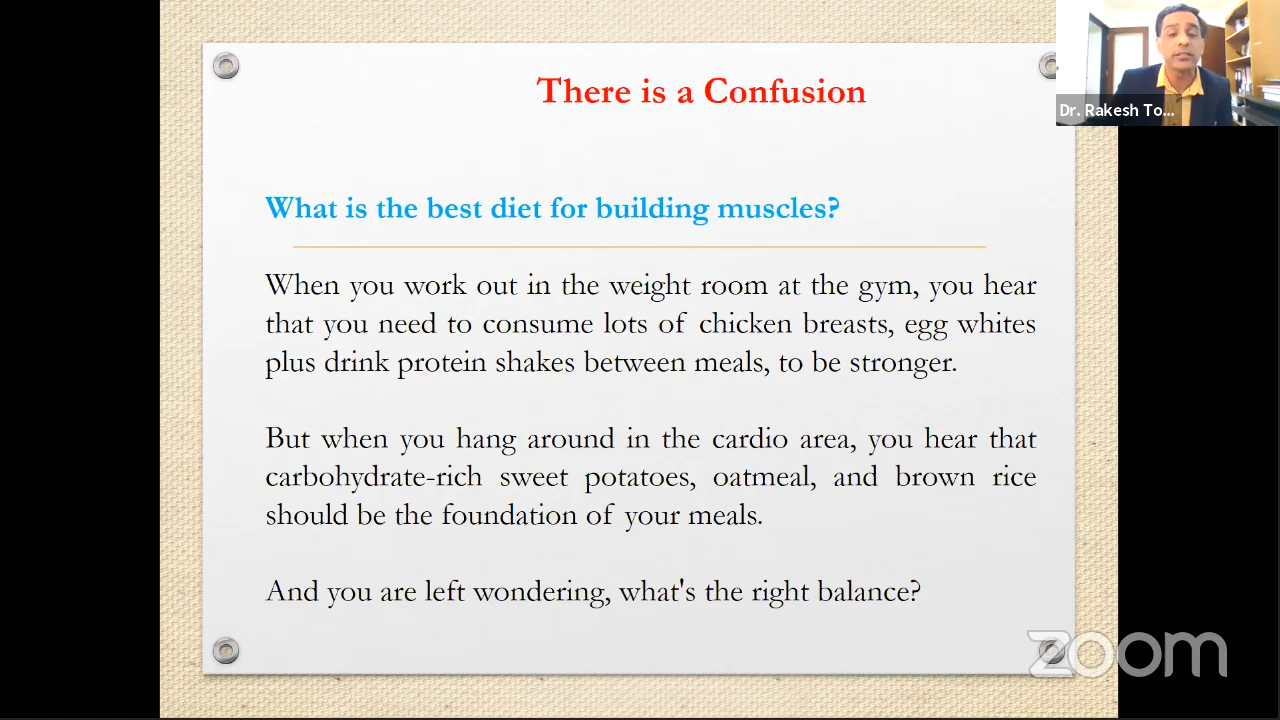 There is a Confusion
Dr. Rakesh To...
What is the best diet for building muscles?
When you work out in the weight room at the gym, you hear
that you need to consume lots of chicken breasts, egg whites
plus drink protein shakes between meals, to be stronger.
But when you hang around in the cardio area, you hear that
carbohydrate-rich sweet potatoes, oatmeal, and brown rice
should be the foundation of your meals.
And you are left wondering, what's the right balance?
zoom